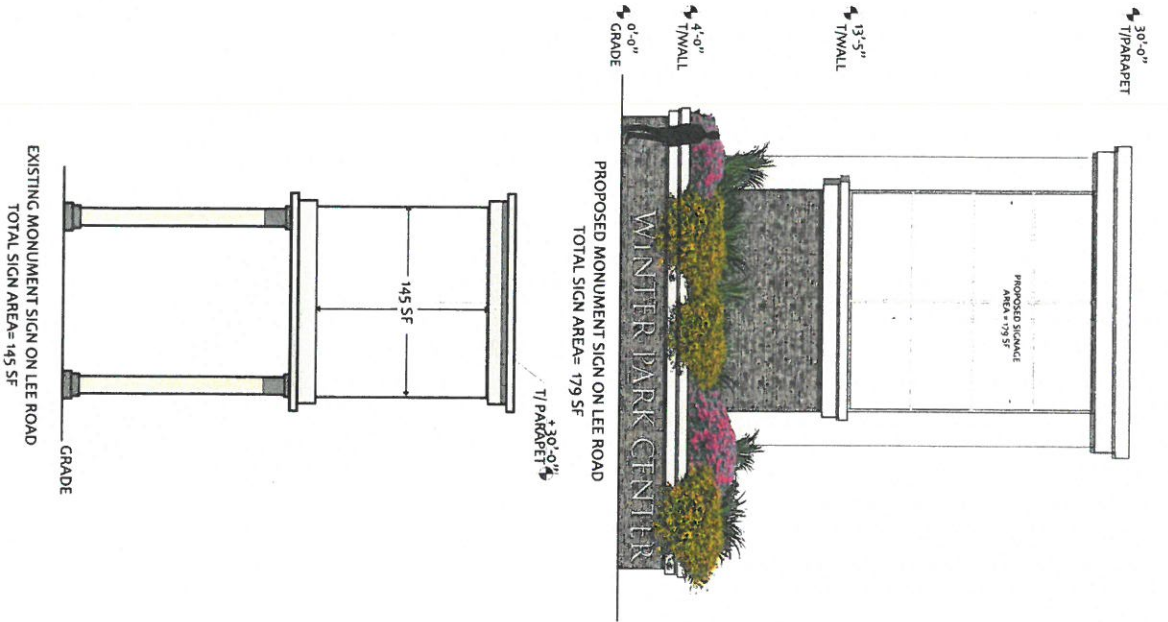 30'-0"
T/PARAPET
13'-5"
T/WALL
4'-0"
T/WALL
0'-0"
GRADE
PROPOSED SIGNAGE
AREA = 179 SF
WINTER PARK CENTER
PROPOSED MONUMENT SIGN ON LEE ROAD
TOTAL SIGN AREA= 179 SF
+30'-0"
T/ PARAPET
145 SF
GRADE
EXISTING MONUMENT SIGN ON LEE ROAD
TOTAL SIGN AREA= 145 SF